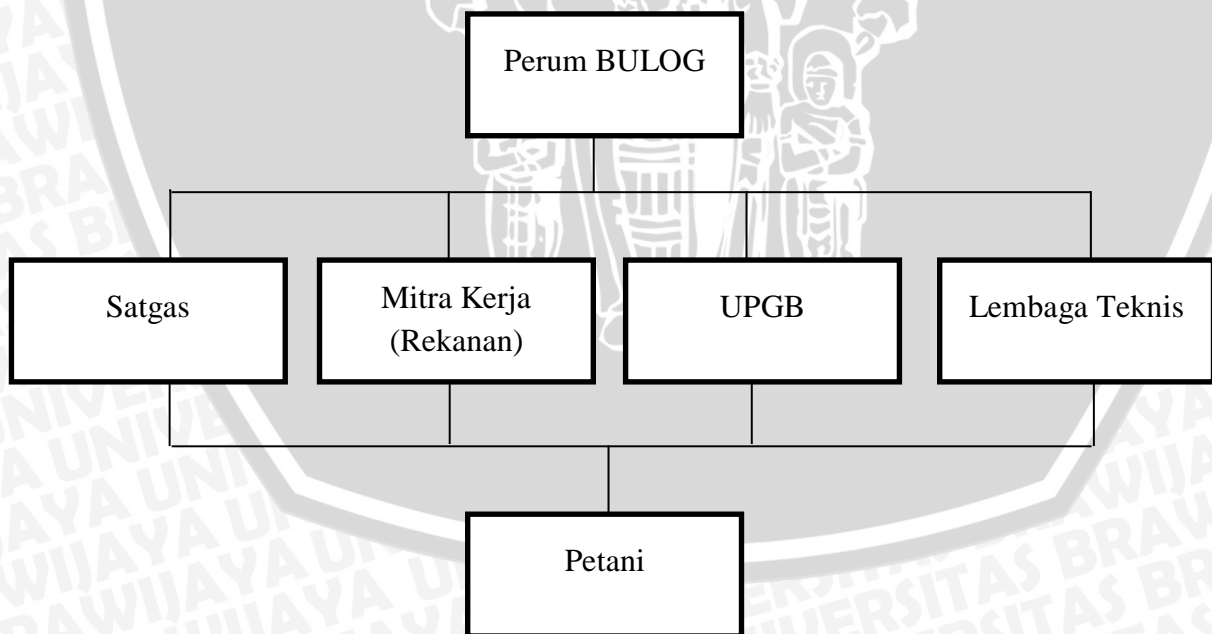 Perum BULOG
Satgas
Mitra Kerja
(Rekanan)
UPGB
Lembaga Teknis
Petani